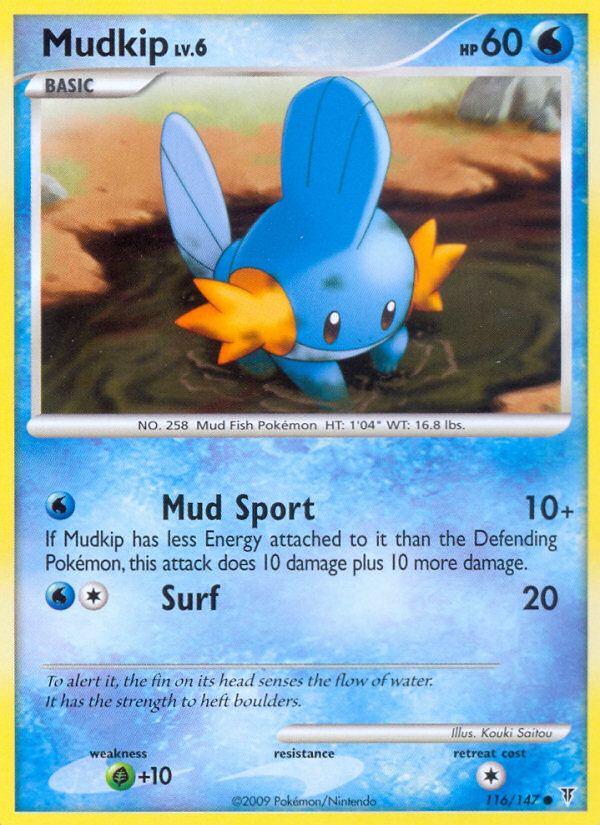 Mudkip LV.6
HP 60
BASIC
NO. 258 Mud Fish Pokémon HT: 1'04" WT: 16.8 lbs.
Mud Sport 10+
If Mudkip has less Energy attached to it than the Defending
Pokémon, this attack does 10 damage plus 10 more damage.
Surf 20
To alert it, the fin on its head senses the flow of water.
It has the strength to heft boulders.
Illus. Kouki Saitou
weakness resistance retreat cost
+10
©2009 Pokémon/Nintendo 116/147